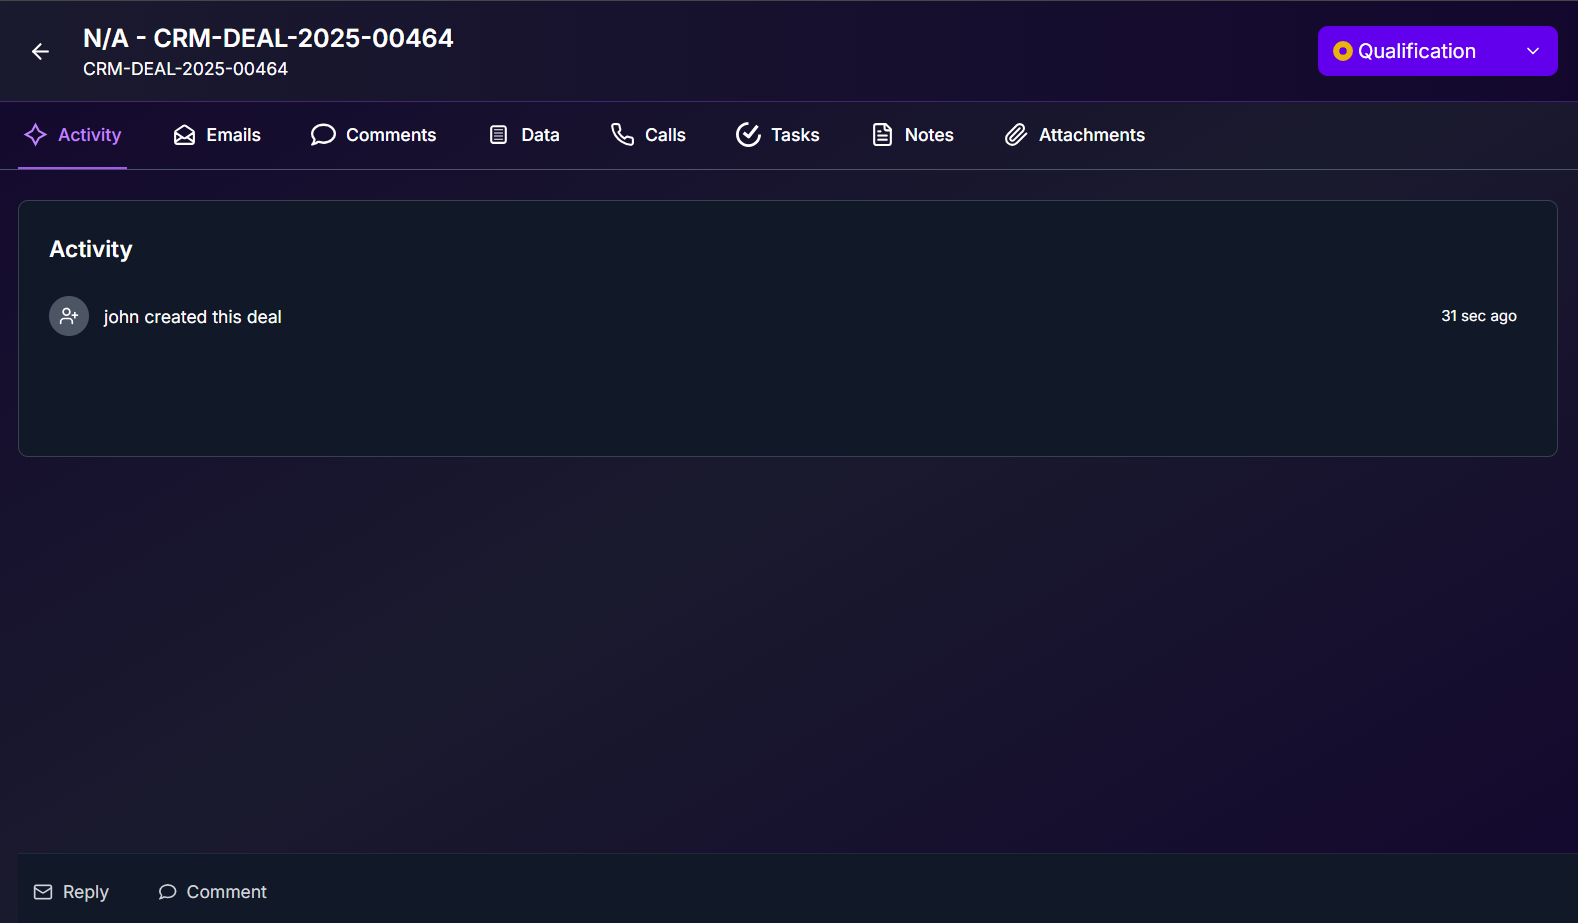 N/A - CRM-DEAL-2025-00464
CRM-DEAL-2025-00464
Qualification
Activity Emails Comments Data Calls Tasks Notes Attachments
Activity
john created this deal 31 sec ago
Reply Comment